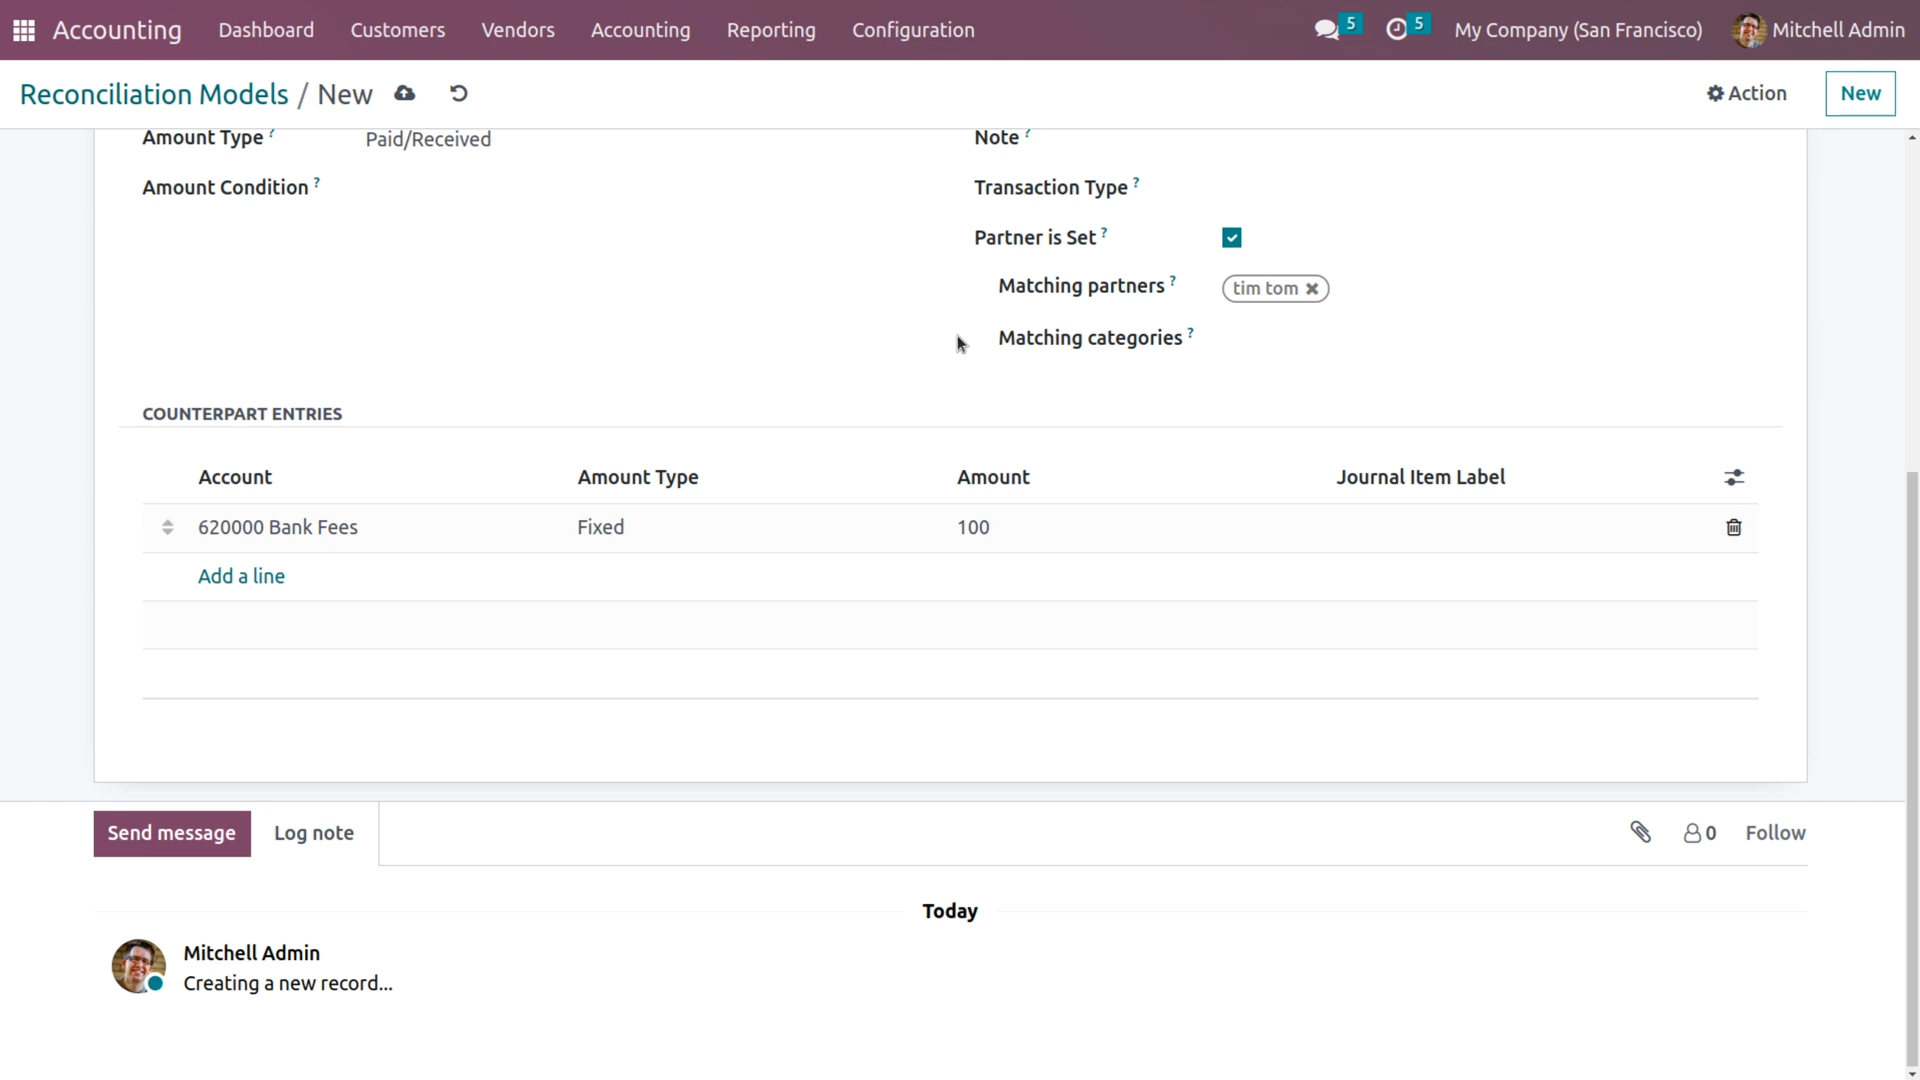 Accounting Dashboard Customers Vendors Accounting Reporting Configuration 5 5 My Company (San Francisco) Mitchell Admin
Reconciliation Models / New Action New
Amount Type ? Paid/Received Note ?
Amount Condition ? Transaction Type ?
Partner is Set ?
Matching partners ? tim tom
Matching categories ?
COUNTERPART ENTRIES
Account Amount Type Amount Journal Item Label
620000 Bank Fees Fixed 100
Add a line
Send message Log note 0 Follow
Today
Mitchell Admin
Creating a new record...